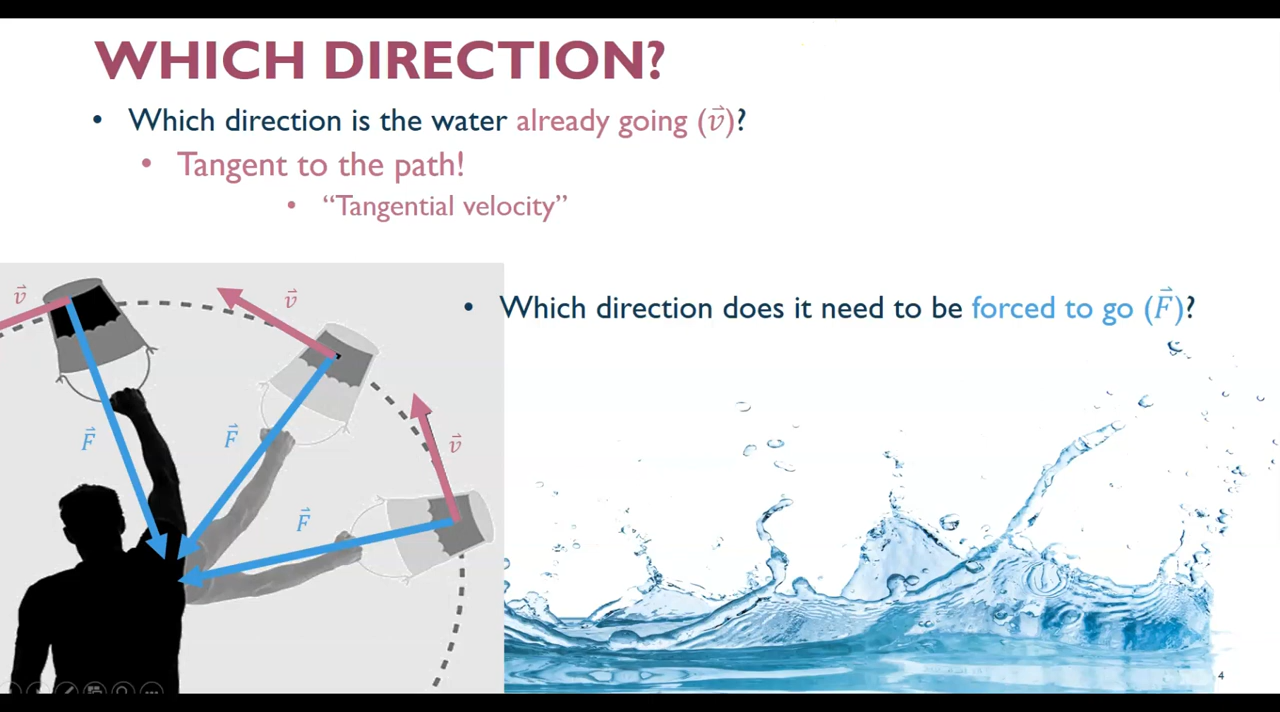 WHICH DIRECTION?
• Which direction is the water already going (v⃗)?
• Tangent to the path!
• “Tangential velocity”
• Which direction does it need to be forced to go (F⃗)?
v⃗
v⃗
v⃗
F⃗
F⃗
F⃗
4